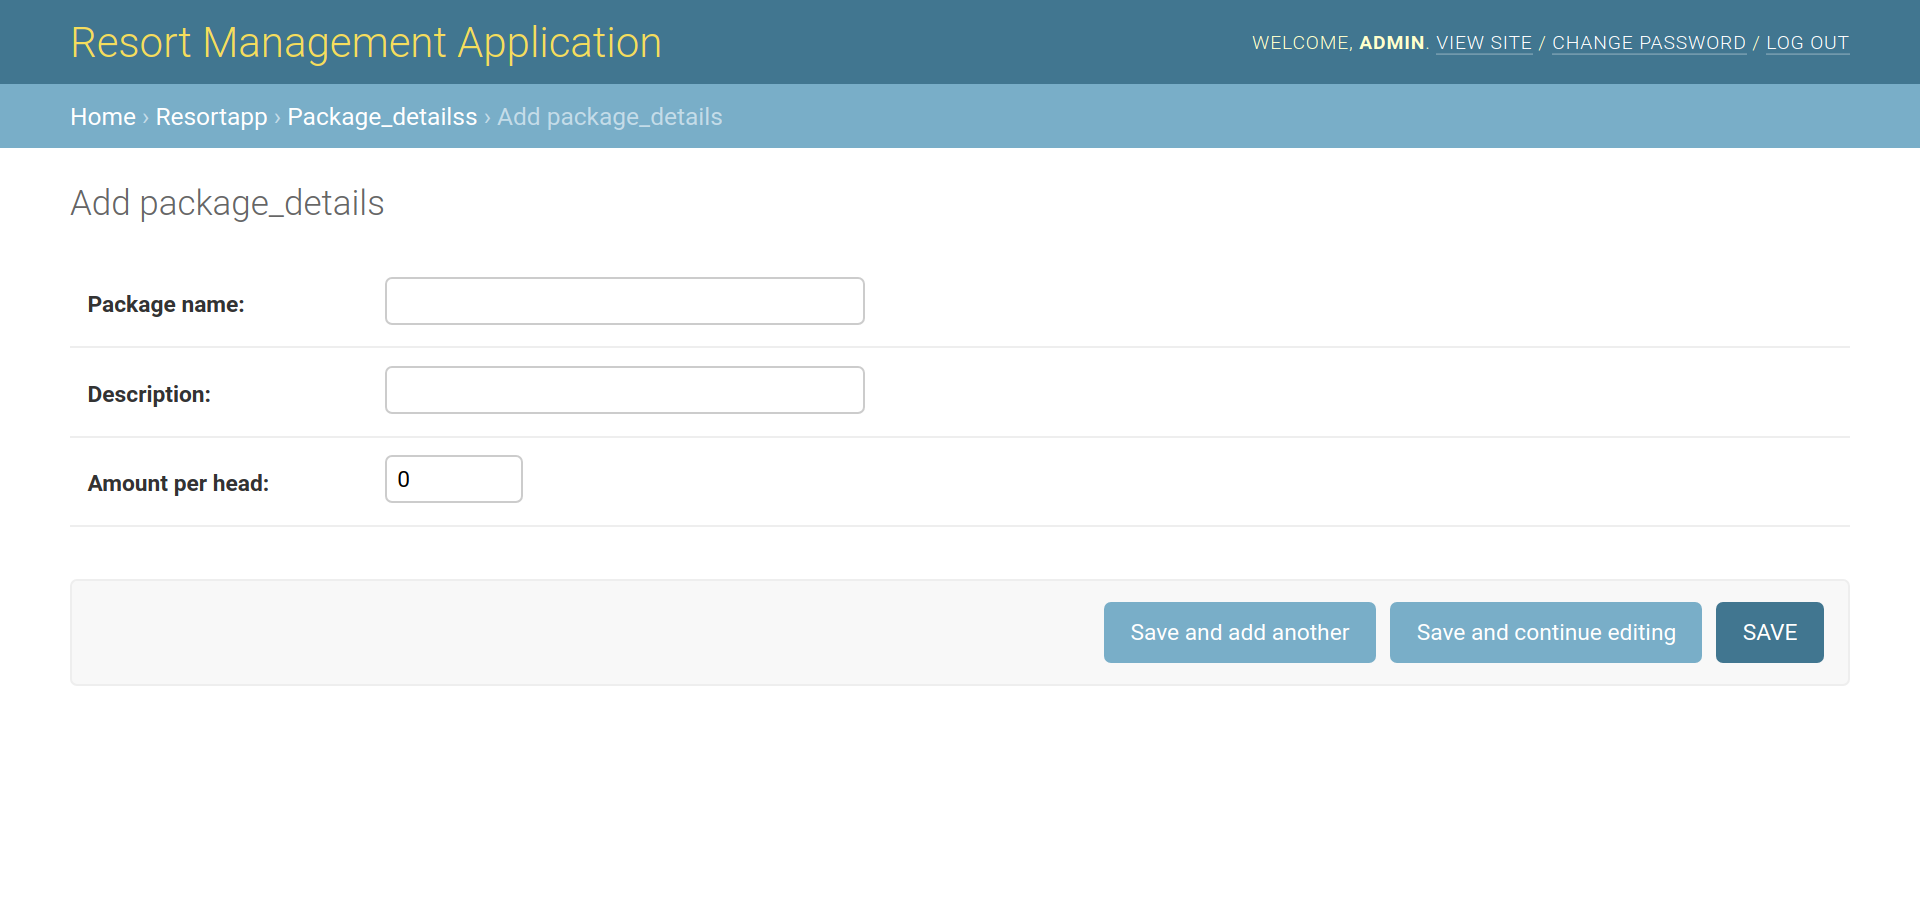 Resort Management Application
WELCOME, ADMIN. VIEW SITE / CHANGE PASSWORD / LOG OUT
Home › Resortapp › Package_detailss › Add package_details
Add package_details
Package name:
Description:
Amount per head: 0
Save and add another Save and continue editing SAVE